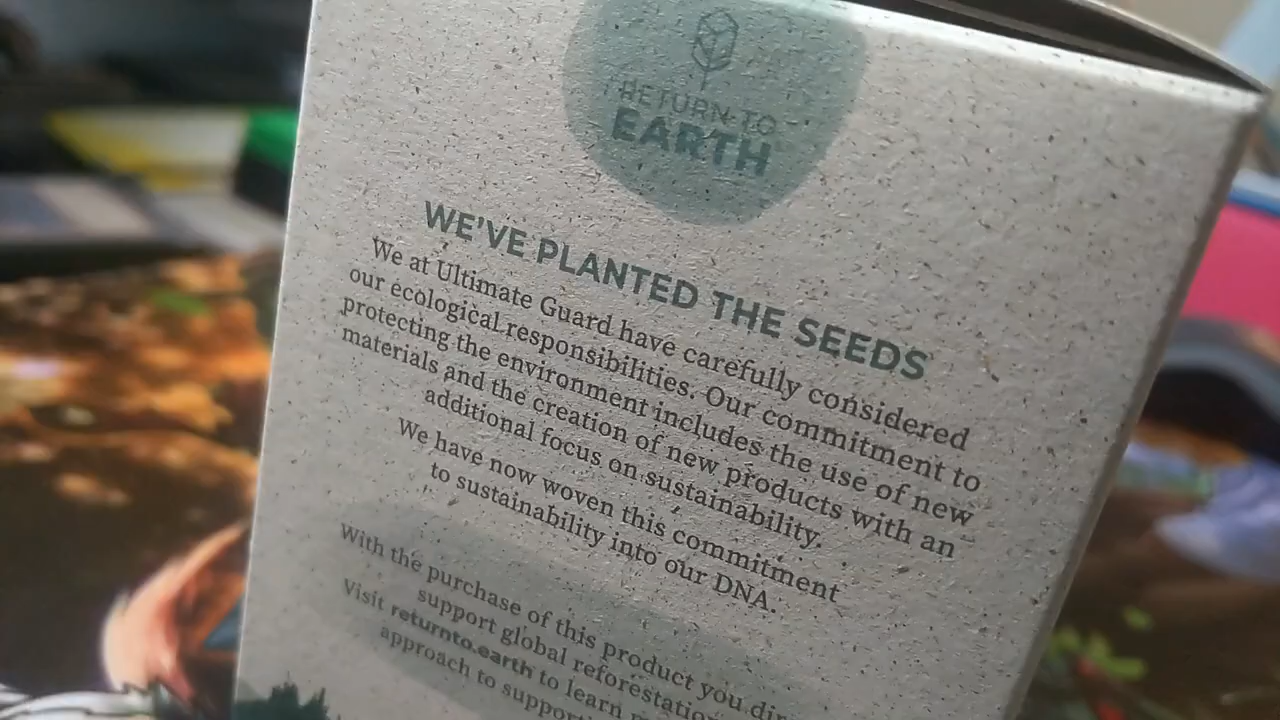 RETURN TO
EARTH
WE'VE PLANTED THE SEEDS
We at Ultimate Guard have carefully considered
our ecological responsibilities. Our commitment to
protecting the environment includes the use of new
materials and the creation of new products with an
additional focus on sustainability.
We have now woven this commitment
to sustainability into our DNA.
With the purchase of this product you dir
support global reforestation
Visit returnto.earth to learn m
approach to support